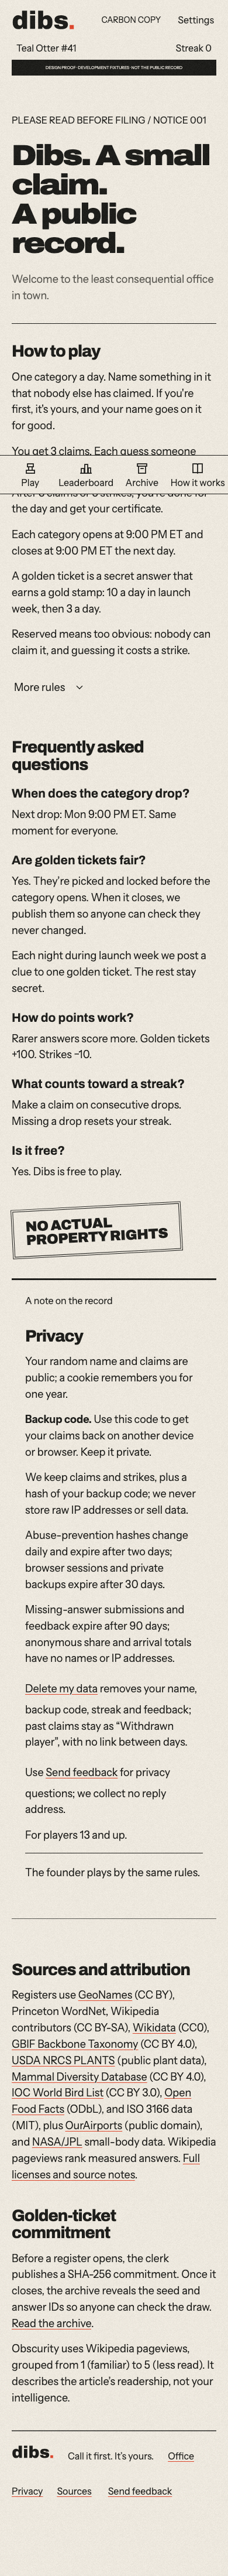 dibs.
CARBON COPY
Settings
Teal Otter #41
Streak 0
DESIGN PROOF · DEVELOPMENT FIXTURES · NOT THE PUBLIC RECORD
PLEASE READ BEFORE FILING / NOTICE 001
Dibs. A small
claim.
A public
record.
Welcome to the least consequential office
in town.
How to play
One category a day. Name something in it
that nobody else has claimed. If you're
first, it's yours, and your name goes on it
for good.
You get 3 claims. Each guess someone
Play
Leaderboard
Archive
How it works
the day and get your certificate.
Each category opens at 9:00 PM ET and
closes at 9:00 PM ET the next day.
A golden ticket is a secret answer that
earns a gold stamp: 10 a day in launch
week, then 3 a day.
Reserved means too obvious: nobody can
claim it, and guessing it costs a strike.
More rules
Frequently asked
questions
When does the category drop?
Next drop: Mon 9:00 PM ET. Same
moment for everyone.
Are golden tickets fair?
Yes. They're picked and locked before the
category opens. When it closes, we
publish them so anyone can check they
never changed.
Each night during launch week we post a
clue to one golden ticket. The rest stay
secret.
How do points work?
Rarer answers score more. Golden tickets
+100. Strikes −10.
What counts toward a streak?
Make a claim on consecutive drops.
Missing a drop resets your streak.
Is it free?
Yes. Dibs is free to play.
NO ACTUAL
PROPERTY RIGHTS
A note on the record
Privacy
Your random name and claims are
public; a cookie remembers you for
one year.
Backup code. Use this code to get
your claims back on another device
or browser. Keep it private.
We keep claims and strikes, plus a
hash of your backup code; we never
store raw IP addresses or sell data.
Abuse-prevention hashes change
daily and expire after two days;
browser sessions and private
backups expire after 30 days.
Missing-answer submissions and
feedback expire after 90 days;
anonymous share and arrival totals
have no names or IP addresses.
Delete my data removes your name,
backup code, streak and feedback;
past claims stay as “Withdrawn
player”, with no link between days.
Use Send feedback for privacy
questions; we collect no reply
address.
For players 13 and up.
The founder plays by the same rules.
Sources and attribution
Registers use GeoNames (CC BY),
Princeton WordNet, Wikipedia
contributors (CC BY-SA), Wikidata (CC0),
GBIF Backbone Taxonomy (CC BY 4.0),
USDA NRCS PLANTS (public plant data),
Mammal Diversity Database (CC BY 4.0),
IOC World Bird List (CC BY 3.0), Open
Food Facts (ODbL), and ISO 3166 data
(MIT), plus OurAirports (public domain),
and NASA/JPL small-body data. Wikipedia
pageviews rank measured answers. Full
licenses and source notes.
Golden-ticket
commitment
Before a register opens, the clerk
publishes a SHA-256 commitment. Once it
closes, the archive reveals the seed and
answer IDs so anyone can check the draw.
Read the archive.
Obscurity uses Wikipedia pageviews,
grouped from 1 (familiar) to 5 (less read). It
describes the article's readership, not your
intelligence.
dibs.
Call it first. It's yours.
Office
Privacy
Sources
Send feedback